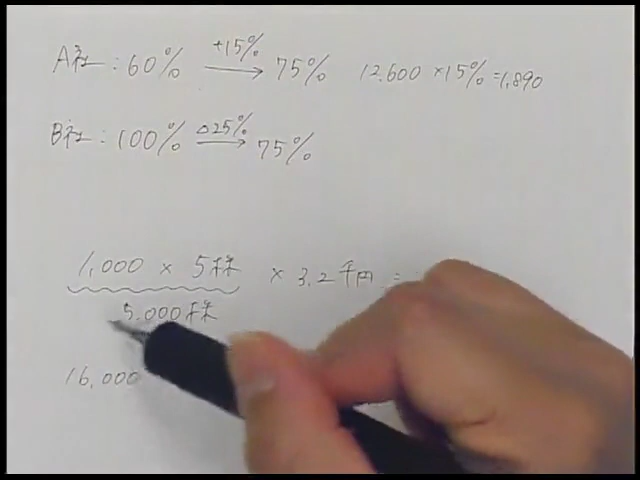 A社:60% +15% → 75% 12,600×15%=1,890
B社:100% △25% → 75%
1,000 × 5株 × 3.2千円 =
5,000株
16,000